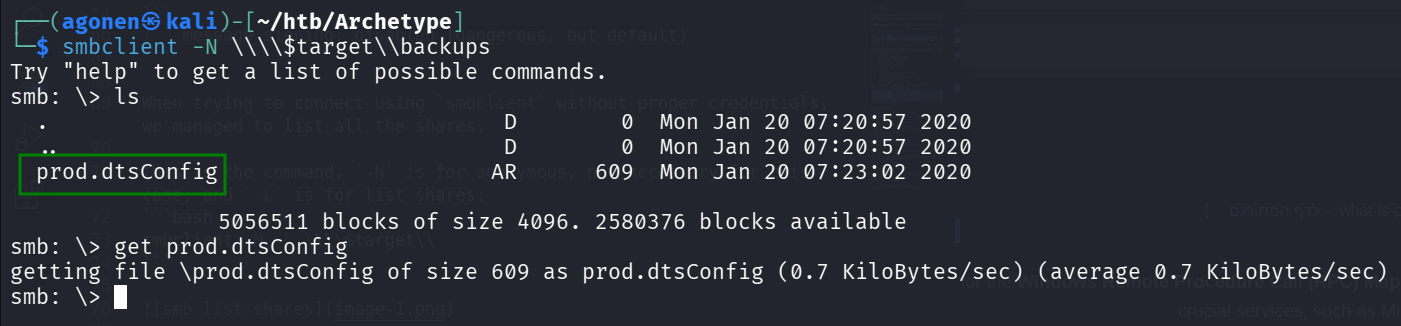 ┌──(agonen㉿kali)-[~/htb/Archetype]
└─$ smbclient -N \\\\$target\\backups
Try "help" to get a list of possible commands.
smb: \> ls
  .                                   D        0  Mon Jan 20 07:20:57 2020
  ..                                  D        0  Mon Jan 20 07:20:57 2020
  prod.dtsConfig                     AR      609  Mon Jan 20 07:23:02 2020
                5056511 blocks of size 4096. 2580376 blocks available
smb: \> get prod.dtsConfig
getting file \prod.dtsConfig of size 609 as prod.dtsConfig (0.7 KiloBytes/sec) (average 0.7 KiloBytes/sec)
smb: \>